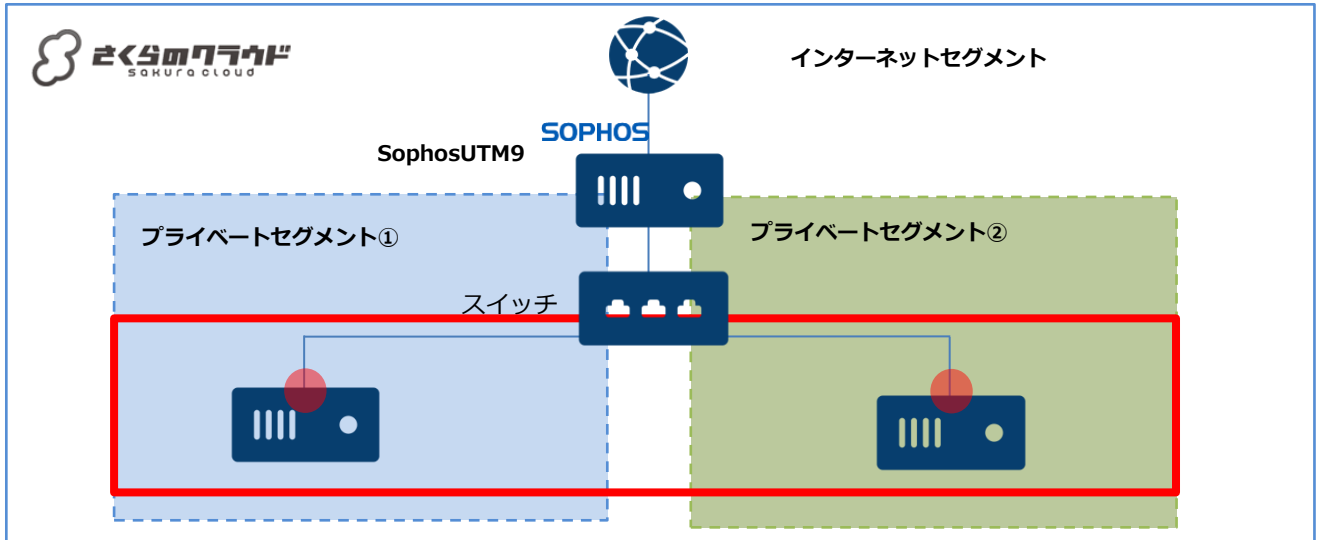 さくらのクラウド
SAKURA CLOUD
インターネットセグメント
SOPHOS
SophosUTM9
プライベートセグメント①
プライベートセグメント②
スイッチ